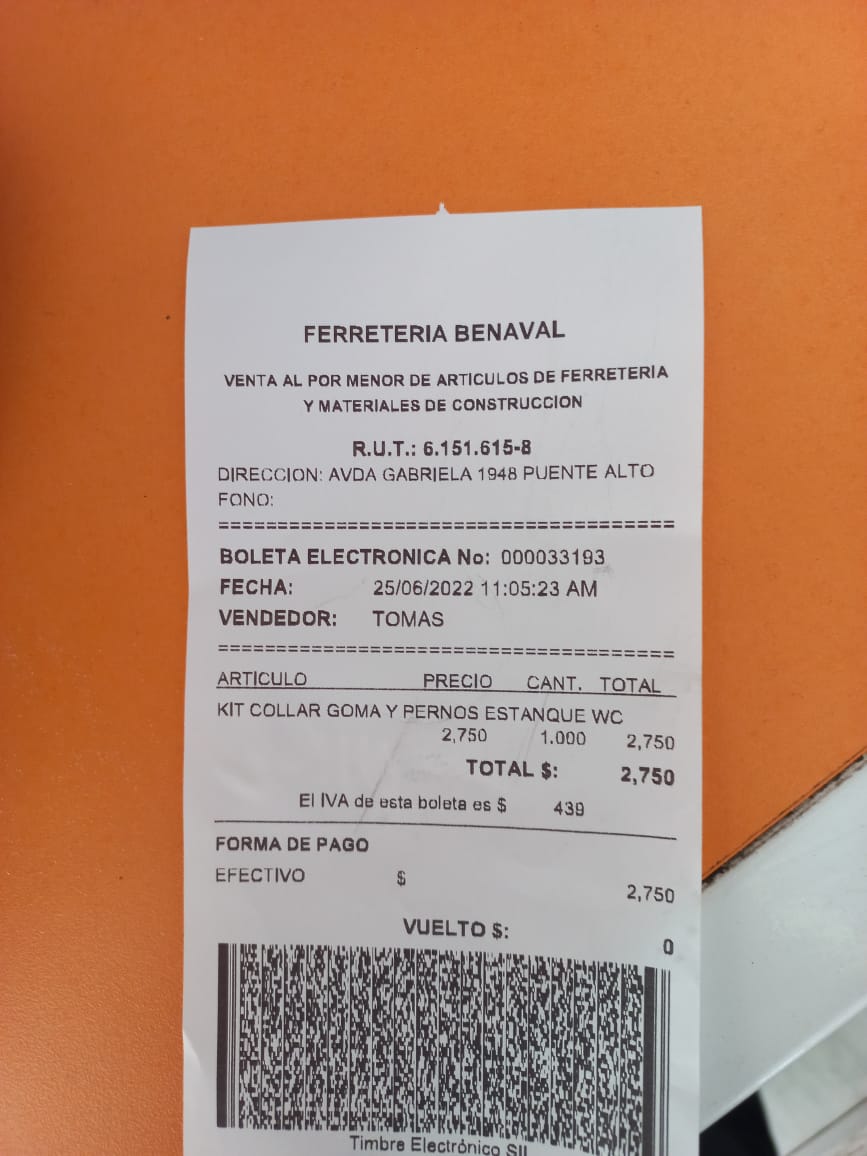 FERRETERIA BENAVAL
VENTA AL POR MENOR DE ARTICULOS DE FERRETERIA
Y MATERIALES DE CONSTRUCCION
R.U.T.: 6.151.615-8
DIRECCION: AVDA GABRIELA 1948 PUENTE ALTO
FONO:
======================================
BOLETA ELECTRONICA No: 000033193
FECHA: 25/06/2022 11:05:23 AM
VENDEDOR: TOMAS
======================================
ARTICULO PRECIO CANT. TOTAL
KIT COLLAR GOMA Y PERNOS ESTANQUE WC
2,750 1.000 2,750
TOTAL $: 2,750
El IVA de esta boleta es $ 439
FORMA DE PAGO
EFECTIVO $ 2,750
VUELTO $: 0
Timbre Electrónico SII